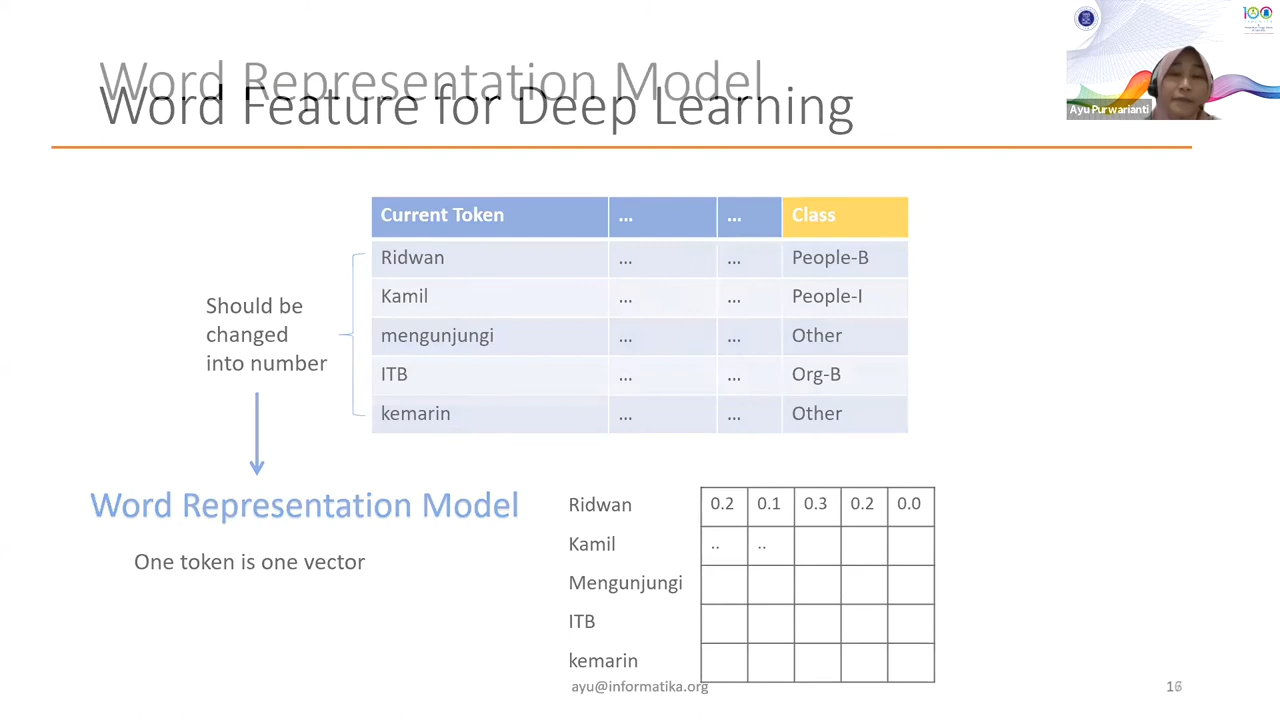 Word Representation Model
Word Feature for Deep Learning
100
Ayu Purwarianti
Current Token ... ... Class
Ridwan ... ... People-B
Kamil ... ... People-I
mengunjungi ... ... Other
ITB ... ... Org-B
kemarin ... ... Other
Should be
changed
into number
Word Representation Model
One token is one vector
Ridwan 0.2 0.1 0.3 0.2 0.0
Kamil .. ..
Mengunjungi
ITB
kemarin
ayu@informatika.org